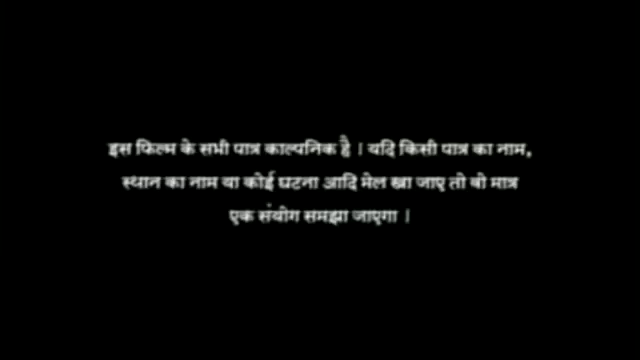 इस फिल्म के सभी पात्र काल्पनिक है । यदि किसी पात्र का नाम,
स्थान का नाम या कोई घटना आदि मेल खा जाए तो वो मात्र
एक संयोग समझा जाएगा ।